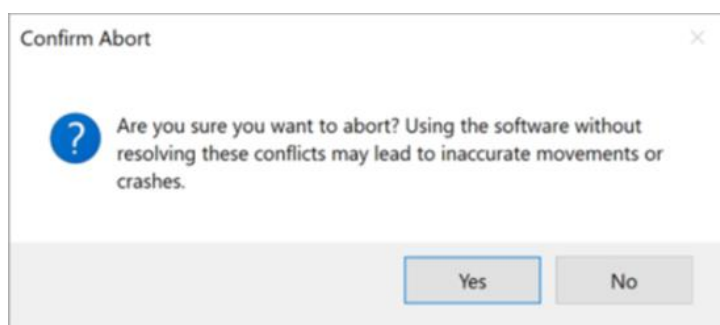 Confirm Abort
Are you sure you want to abort? Using the software without
resolving these conflicts may lead to inaccurate movements or
crashes.
Yes No